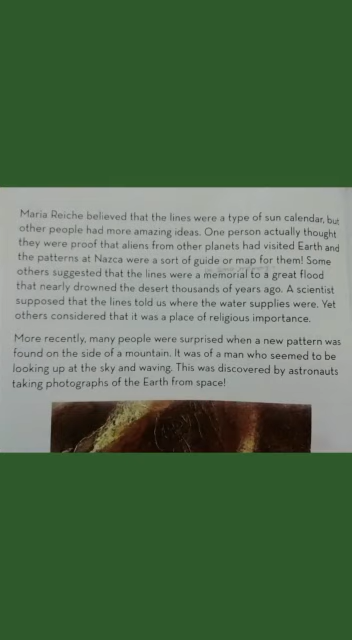 Maria Reiche believed that the lines were a type of sun calendar, but
other people had more amazing ideas. One person actually thought
they were proof that aliens from other planets had visited Earth and
the patterns at Nazca were a sort of guide or map for them! Some
others suggested that the lines were a memorial to a great flood
that nearly drowned the desert thousands of years ago. A scientist
supposed that the lines told us where the water supplies were. Yet
others considered that it was a place of religious importance.
More recently, many people were surprised when a new pattern was
found on the side of a mountain. It was of a man who seemed to be
looking up at the sky and waving. This was discovered by astronauts
taking photographs of the Earth from space!